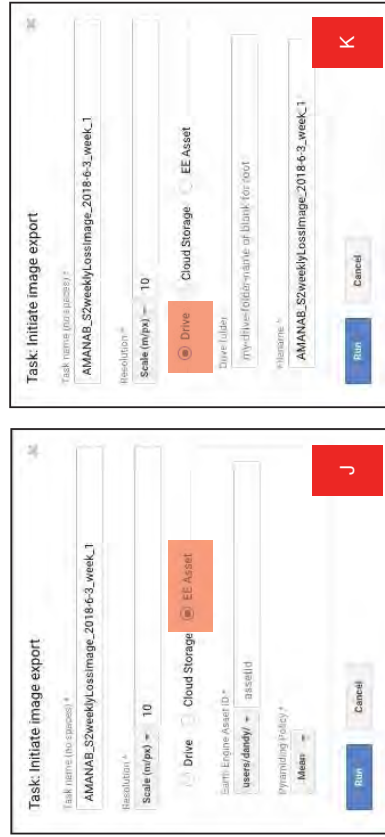 Task: Initiate image export
Task name (no spaces) *
AMANAB_S2weeklyLossImage_2018-6-3_week_1
Resolution *
Scale (m/px) 10
Drive Cloud Storage EE Asset
Earth Engine Asset ID *
users/dandy/ assetId
Pyramiding Policy *
Mean
Run Cancel
J
Task: Initiate image export
Task name (no spaces) *
AMANAB_S2weeklyLossImage_2018-6-3_week_1
Resolution *
Scale (m/px) 10
Drive Cloud Storage EE Asset
Drive folder
my-drive-folder-name or blank for root
Filename *
AMANAB_S2weeklyLossImage_2018-6-3_week_1
Run Cancel
K